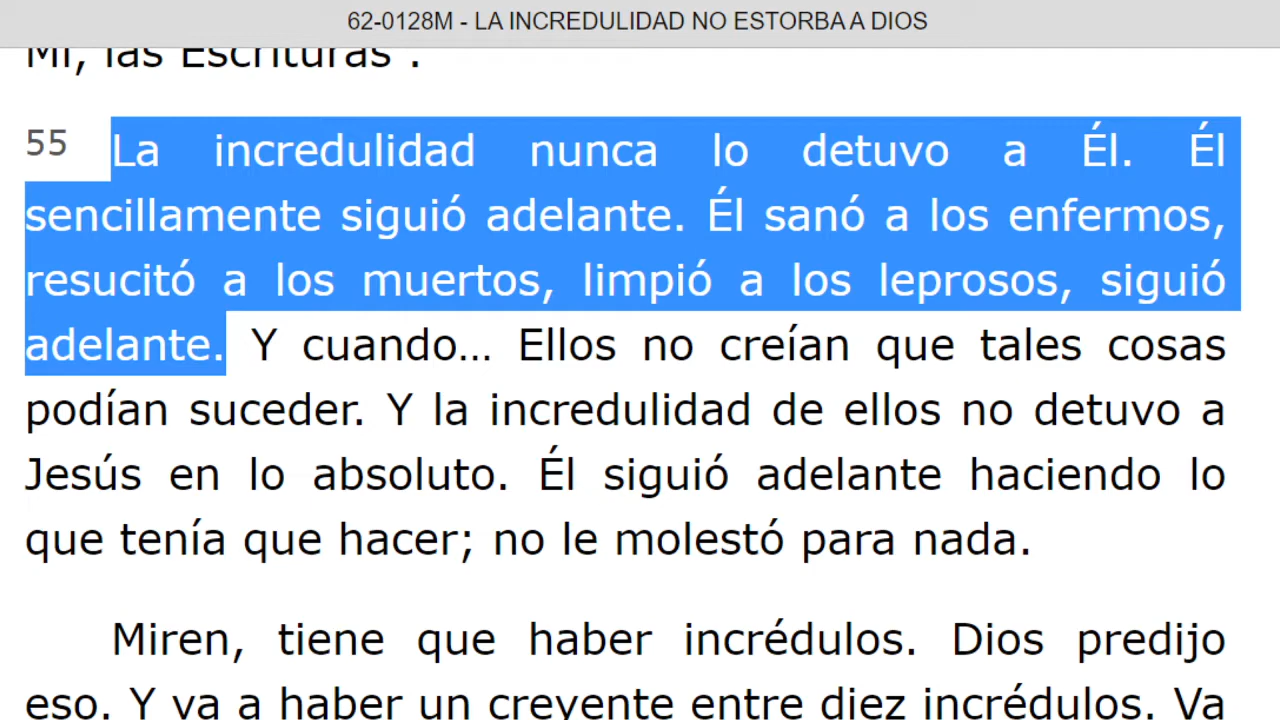 62-0128M - LA INCREDULIDAD NO ESTORBA A DIOS
Mí, las Escrituras".
55 La incredulidad nunca lo detuvo a Él. Él
sencillamente siguió adelante. Él sanó a los enfermos,
resucitó a los muertos, limpió a los leprosos, siguió
adelante. Y cuando… Ellos no creían que tales cosas
podían suceder. Y la incredulidad de ellos no detuvo a
Jesús en lo absoluto. Él siguió adelante haciendo lo
que tenía que hacer; no le molestó para nada.
Miren, tiene que haber incrédulos. Dios predijo
eso. Y va a haber un creyente entre diez incrédulos. Va